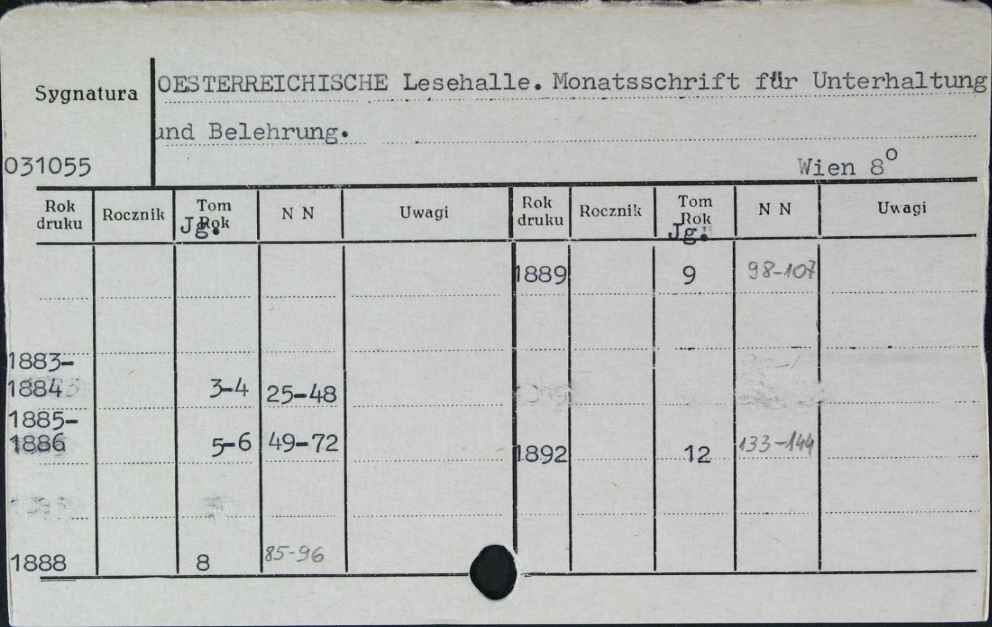 Sygnatura
OESTERREICHISCHE Lesehalle. Monatsschrift für Unterhaltung
und Belehrung.
031055
Wien 8º
Rok druku Rocznik Tom Rok Jg. N N Uwagi Rok druku Rocznik Tom Rok Jg. N N Uwagi
1889 9 98-107
1883-
1884 3-4 25-48
1885-
1886 5-6 49-72
1892 12 133-144
1888 8 85-96